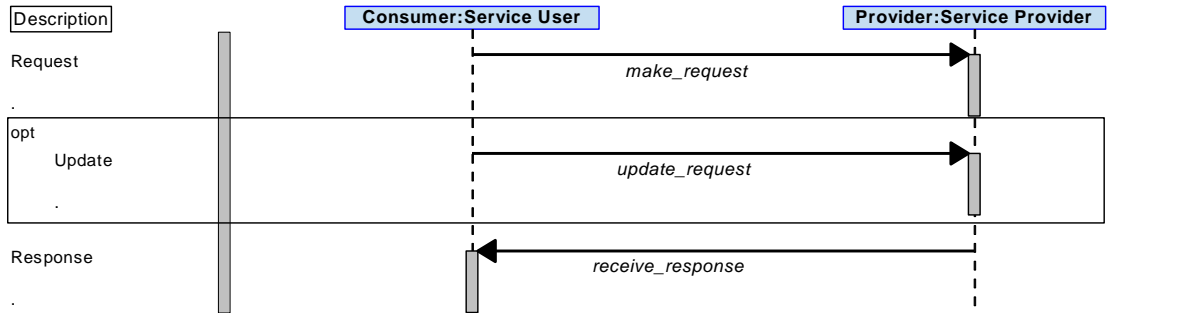 Description
Consumer:Service User
Provider:Service Provider
Request
make_request
.
opt
Update
update_request
.
Response
receive_response
.